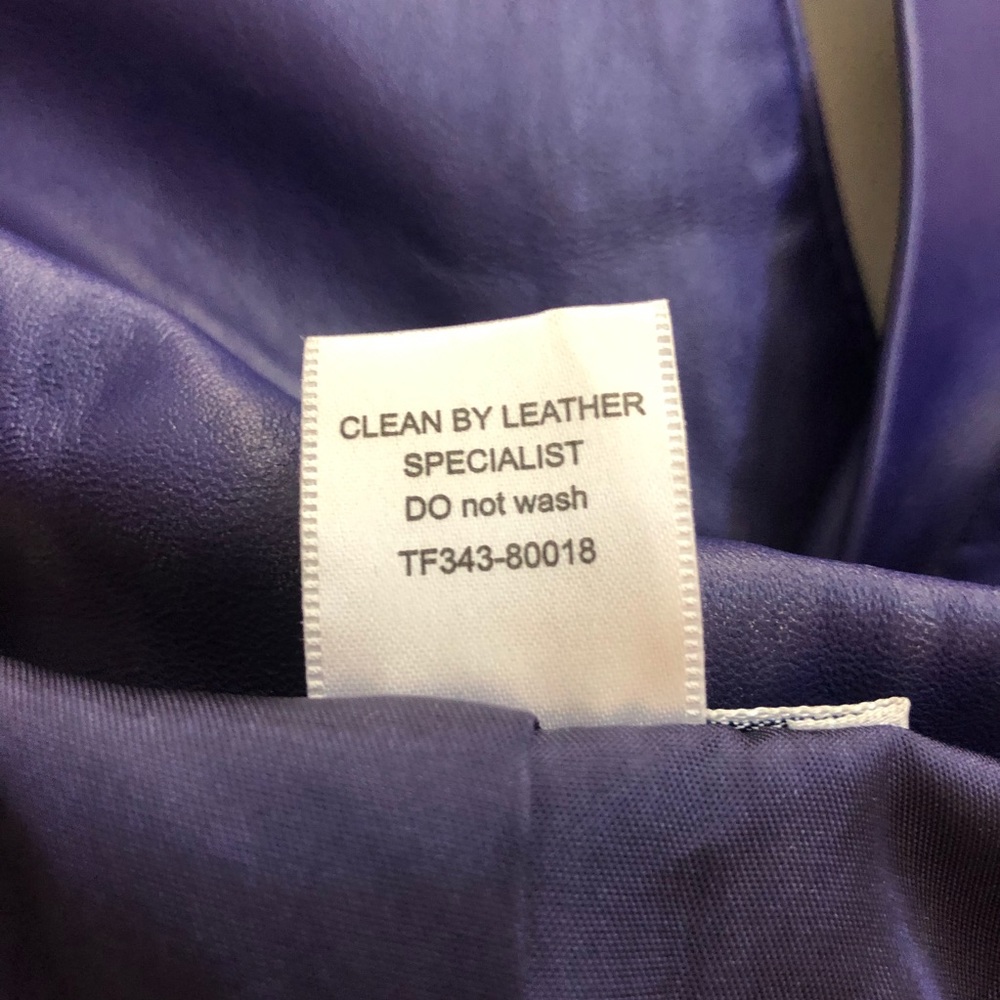 CLEAN BY LEATHER
SPECIALIST
DO not wash
TF343-80018